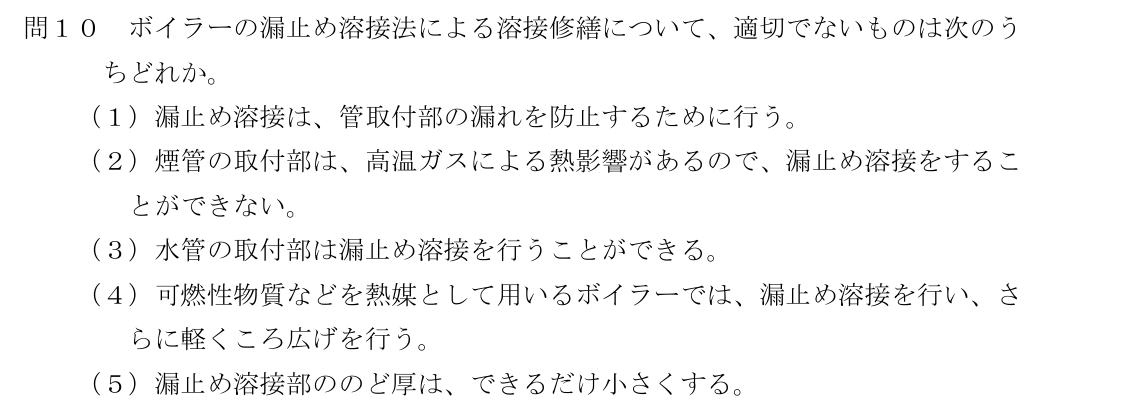 問１０　ボイラーの漏止め溶接法による溶接修繕について、適切でないものは次のう
ちどれか。
（１）漏止め溶接は、管取付部の漏れを防止するために行う。
（２）煙管の取付部は、高温ガスによる熱影響があるので、漏止め溶接をするこ
とができない。
（３）水管の取付部は漏止め溶接を行うことができる。
（４）可燃性物質などを熱媒として用いるボイラーでは、漏止め溶接を行い、さ
らに軽くころ広げを行う。
（５）漏止め溶接部ののど厚は、できるだけ小さくする。